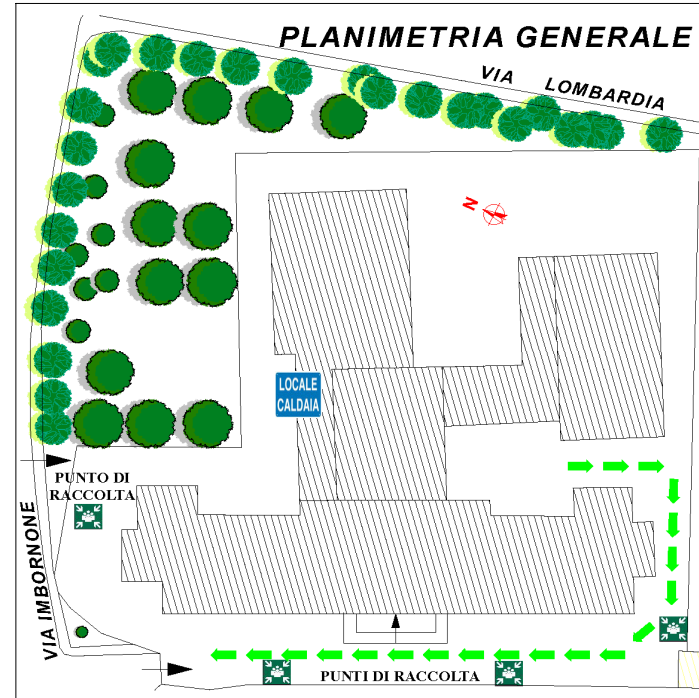 PLANIMETRIA GENERALE
VIA LOMBARDIA
N
LOCALE
CALDAIA
PUNTO DI
RACCOLTA
VIA IMBORNONE
PUNTI DI RACCOLTA